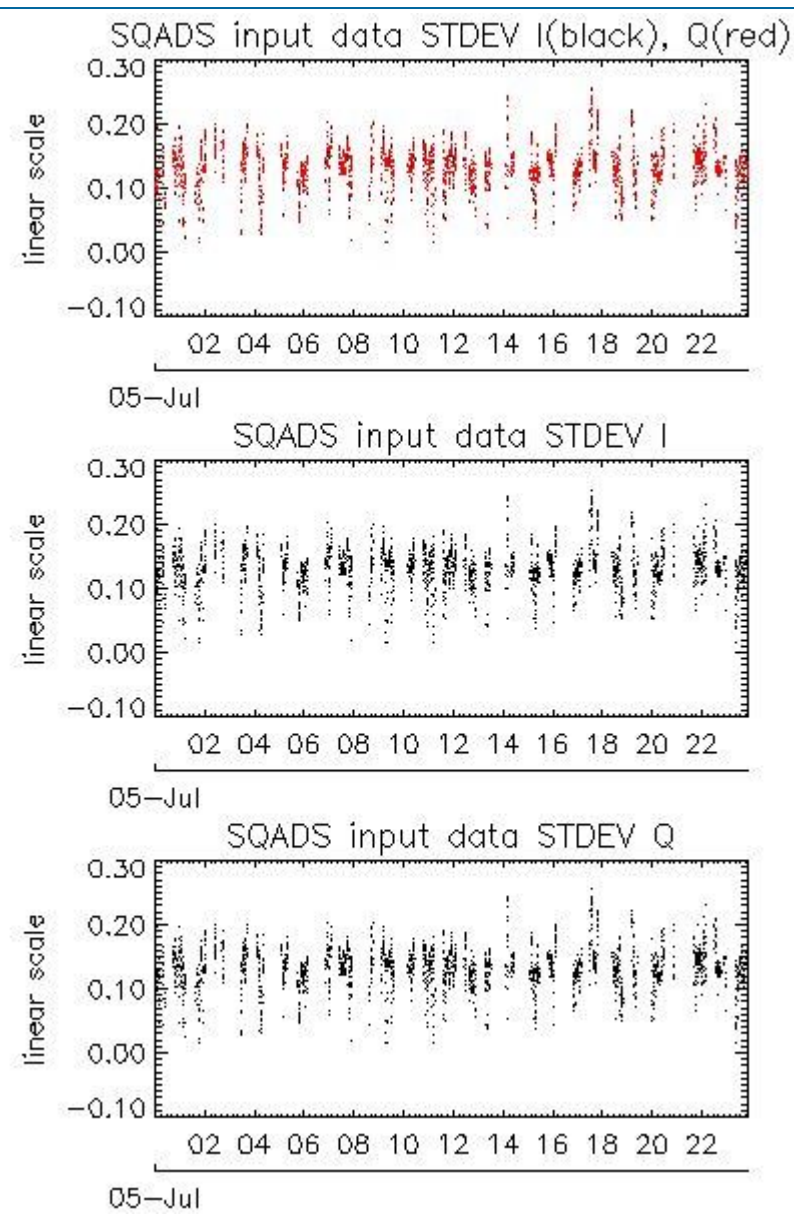 SQADS input data STDEV I(black), Q(red)
0.30
0.20
0.10
0.00
−0.10
linear scale
02 04 06 08 10 12 14 16 18 20 22
05−Jul
SQADS input data STDEV I
0.30
0.20
0.10
0.00
−0.10
linear scale
02 04 06 08 10 12 14 16 18 20 22
05−Jul
SQADS input data STDEV Q
0.30
0.20
0.10
0.00
−0.10
linear scale
02 04 06 08 10 12 14 16 18 20 22
05−Jul